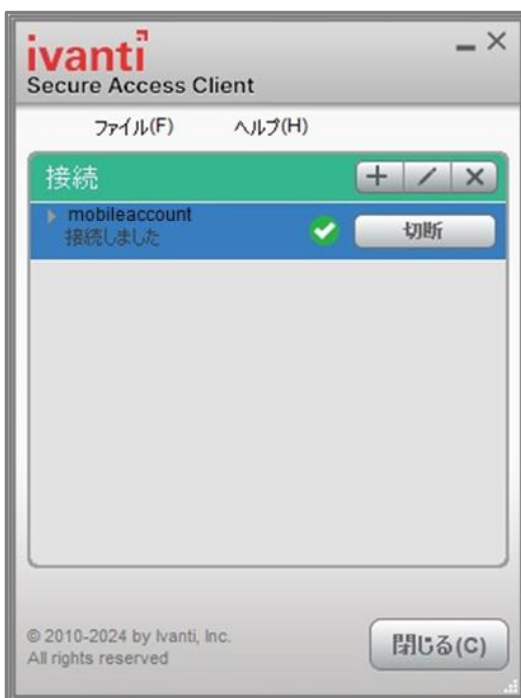 ivanti
Secure Access Client
ファイル(F) ヘルプ(H)
接続
mobileaccount
接続しました
切断
© 2010-2024 by Ivanti, Inc.
All rights reserved
閉じる(C)